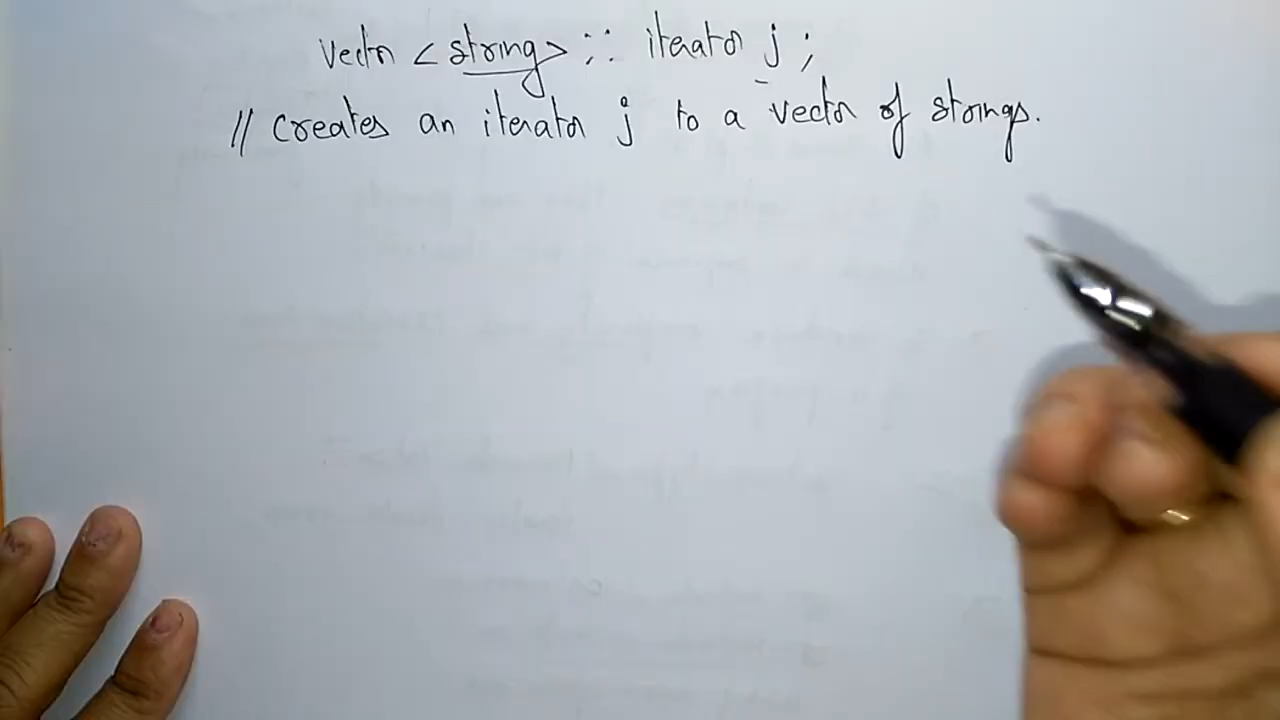 vector <string> :: iterator j ;
// creates an iterator j to a vector of strings.